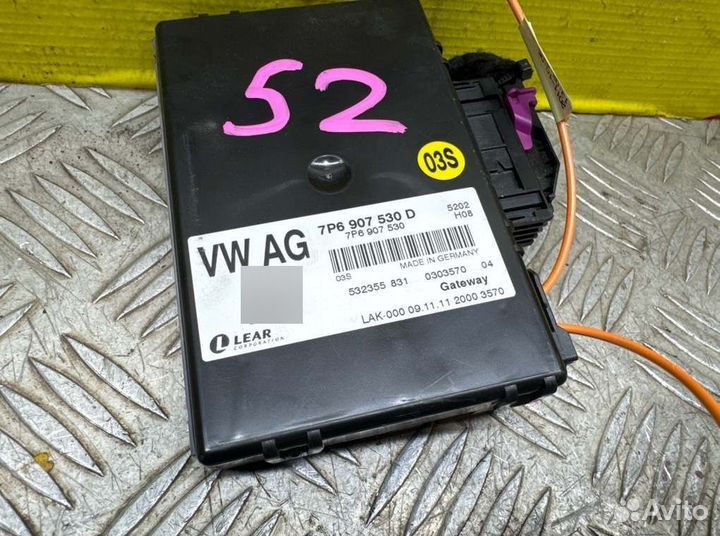 52
03S
7P6 907 530 D
7P6 907 530
5202
H08
VW AG
03S
MADE IN GERMANY
532355 831 0303570 04
Gateway
LAK-000 09.11.11 2000 3570
LEAR
CORPORATION
Avito